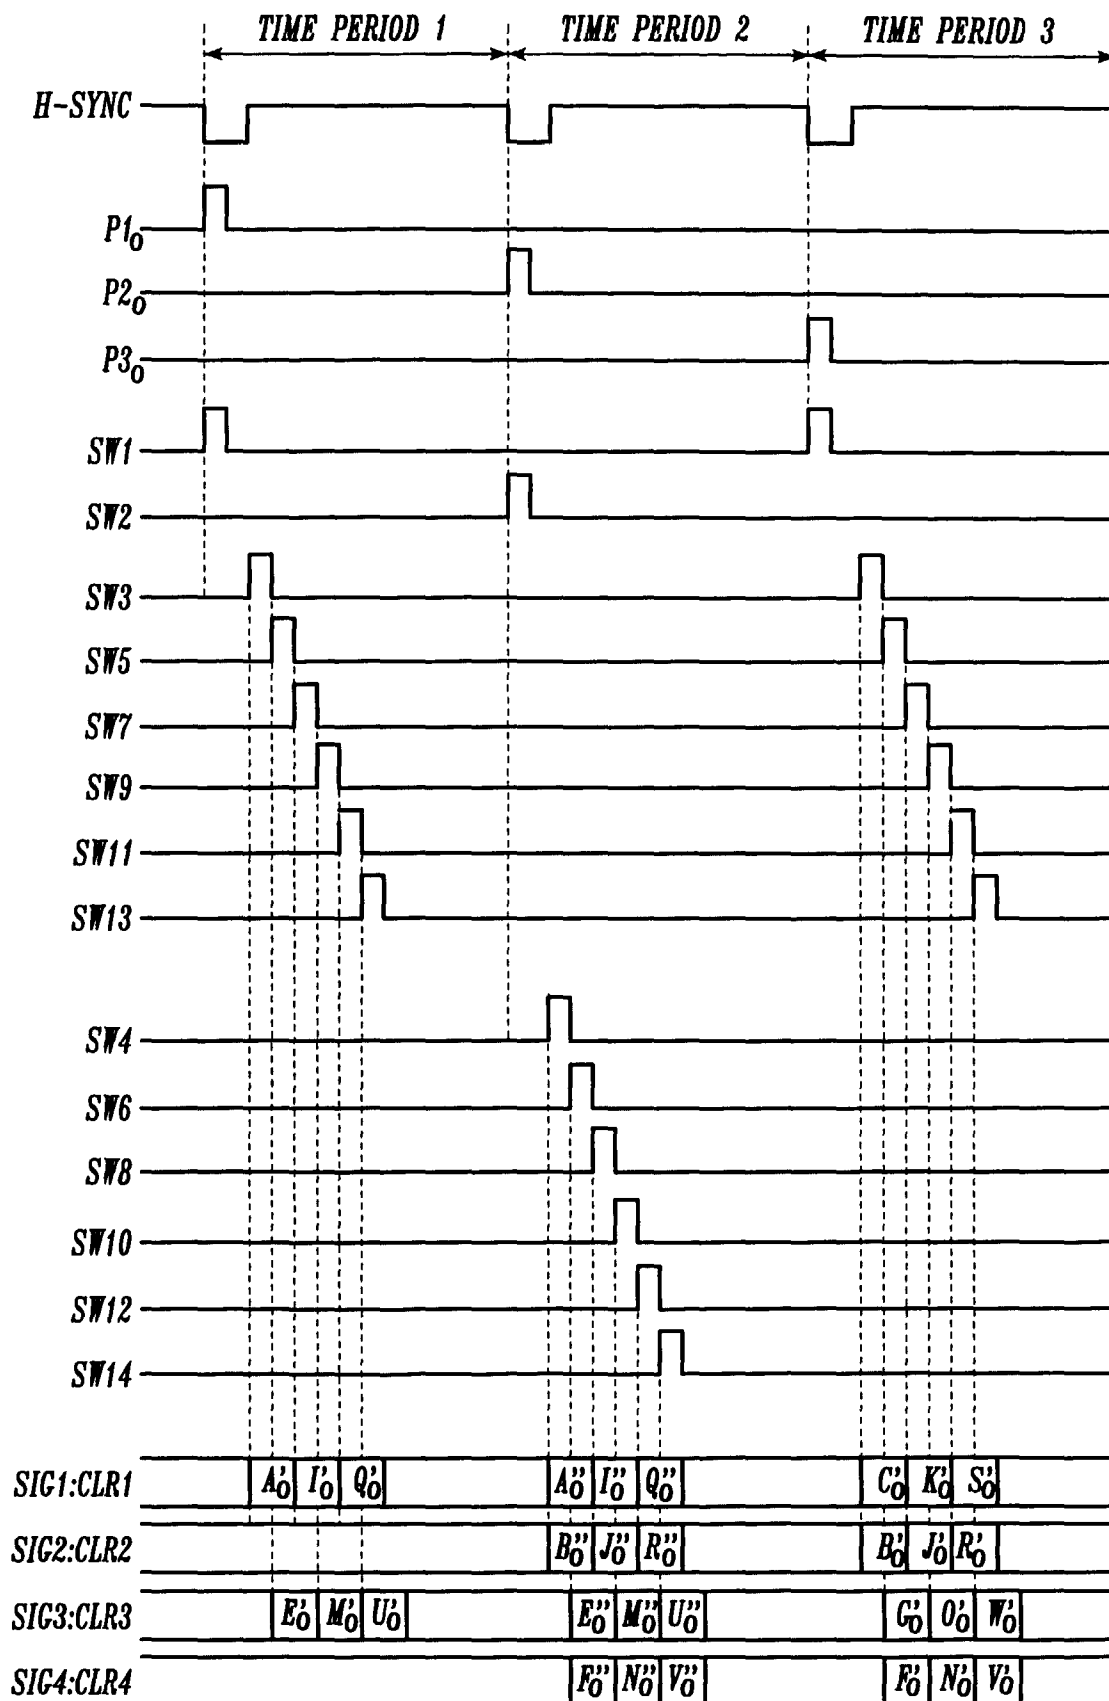 TIME PERIOD 1 TIME PERIOD 2 TIME PERIOD 3
H-SYNC
P1O
P2O
P3O
SW1
SW2
SW3
SW5
SW7
SW9
SW11
SW13
SW4
SW6
SW8
SW10
SW12
SW14
SIG1:CLR1 A'O I'O Q'O A''O I''O Q''O C'O K'O S'O
SIG2:CLR2 B''O J''O R''O B'O J'O R'O
SIG3:CLR3 E'O M'O U'O E''O M''O U''O G'O O'O W'O
SIG4:CLR4 F''O N''O V''O F'O N'O V'O